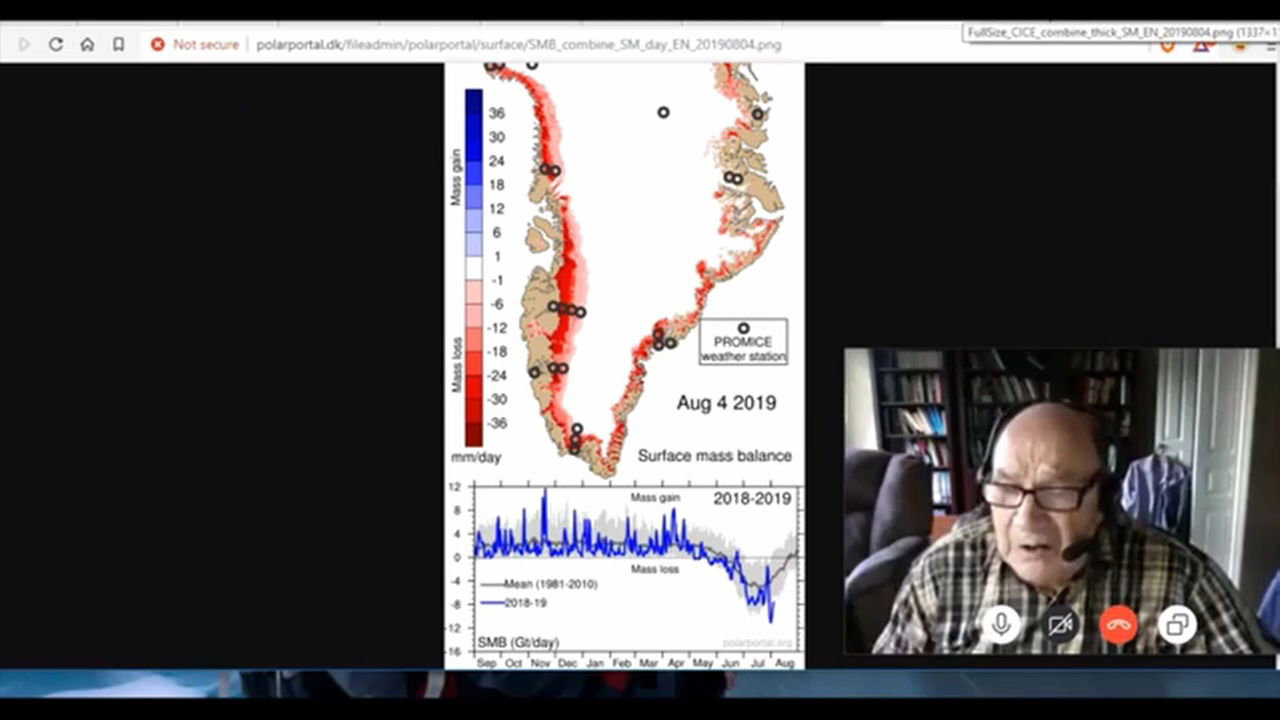 FullSize_CICE_combine_thick_SM_EN_20190804.png (1337×1
Not secure polarportal.dk/fileadmin/polarportal/surface/SMB_combine_SM_day_EN_20190804.png
Mass gain
36
30
24
18
12
6
1
-1
-6
-12
-18
-24
-30
-36
Mass loss
mm/day
PROMICE
weather station
Aug 4 2019
Surface mass balance
12
8
4
0
-4
-8
12
16
Mass gain 2018-2019
Mass loss
Mean (1981-2010)
2018-19
SMB (Gt/day)
polarportal.org
Sep Oct Nov Dec Jan Feb Mar Apr May Jun Jul Aug